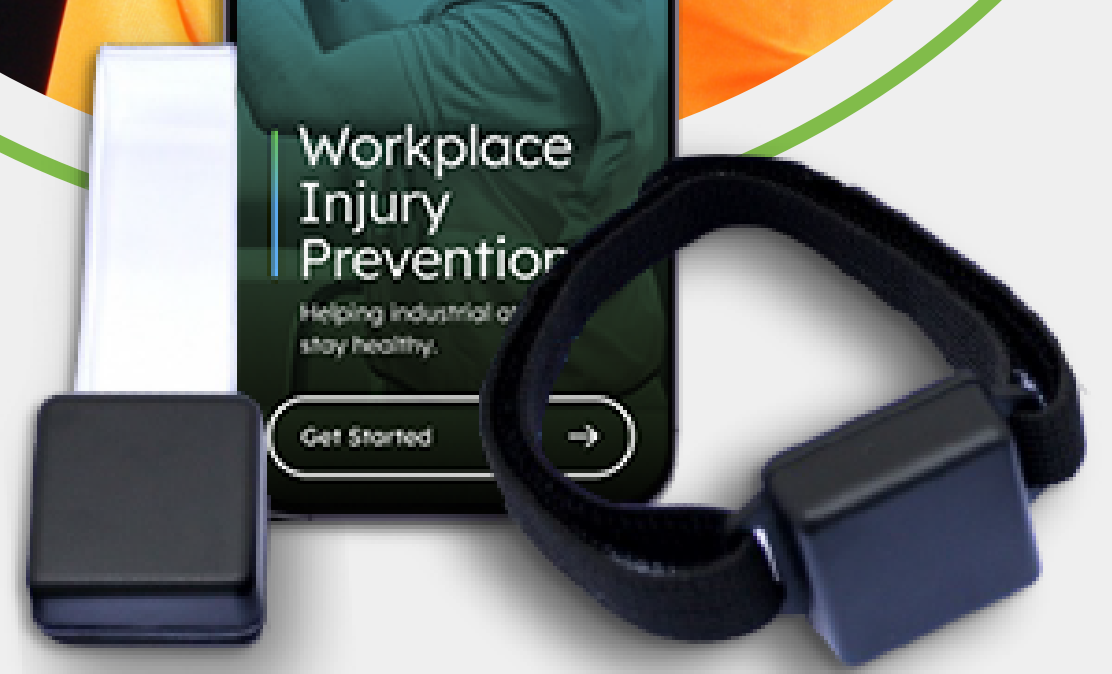 Workplace
Injury
Preventio
Helping industrial
stay healthy.
Get Started